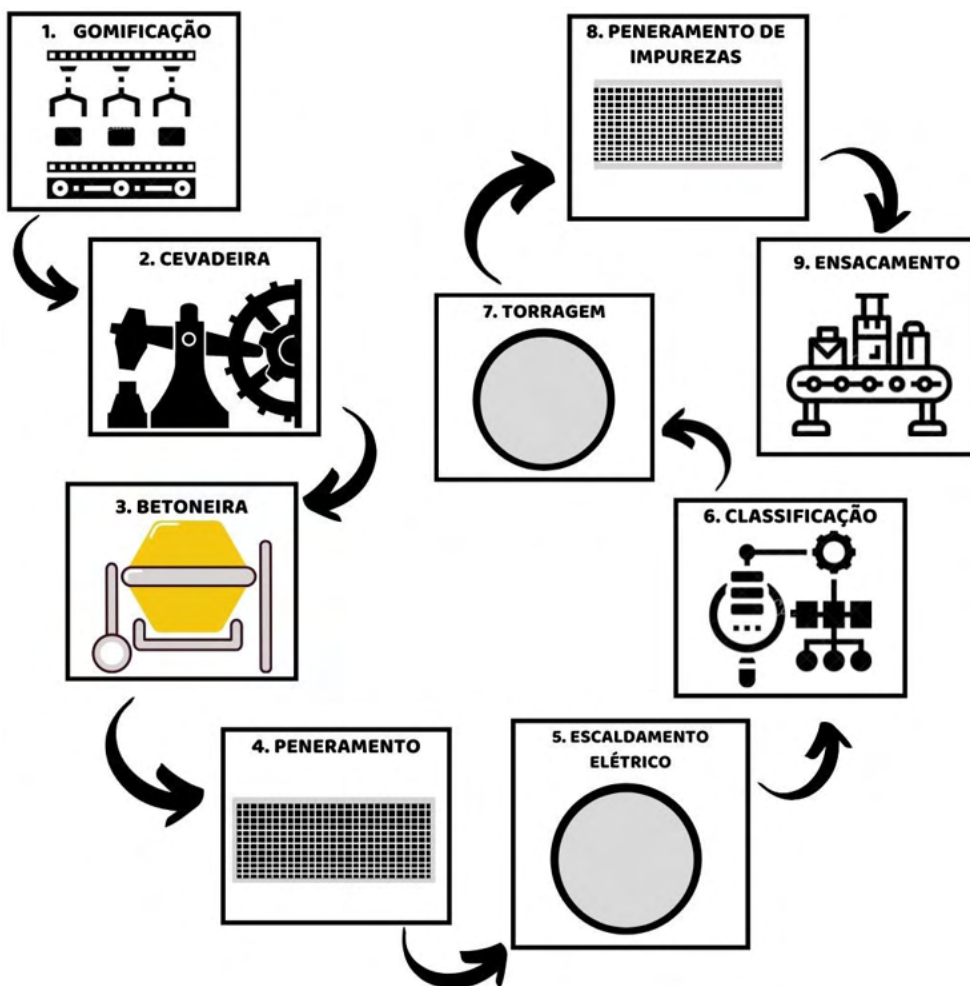 1. GOMIFICAÇÃO
2. CEVADEIRA
3. BETONEIRA
4. PENERAMENTO
5. ESCALDAMENTO
ELÉTRICO
6. CLASSIFICAÇÃO
7. TORRAGEM
8. PENERAMENTO DE
IMPUREZAS
9. ENSACAMENTO